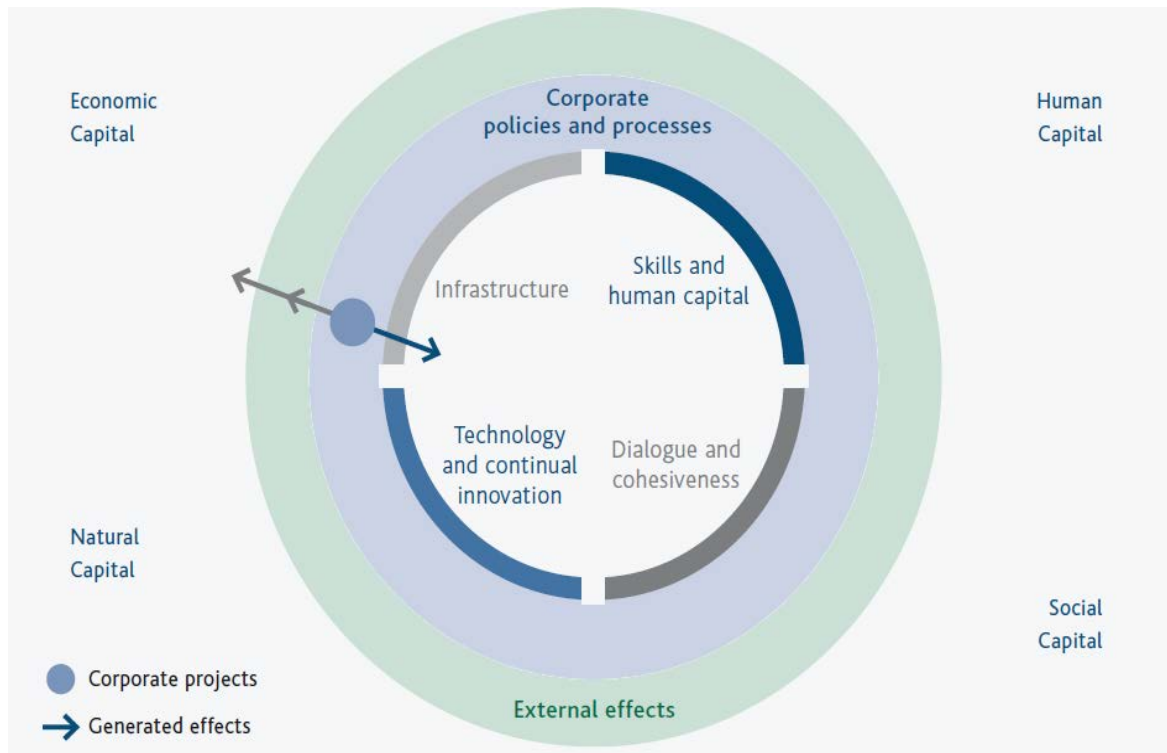 Economic
Capital
Corporate
policies and processes
Human
Capital
Infrastructure
Skills and
human capital
Technology
and continual
innovation
Dialogue and
cohesiveness
Natural
Capital
Social
Capital
Corporate projects
Generated effects
External effects